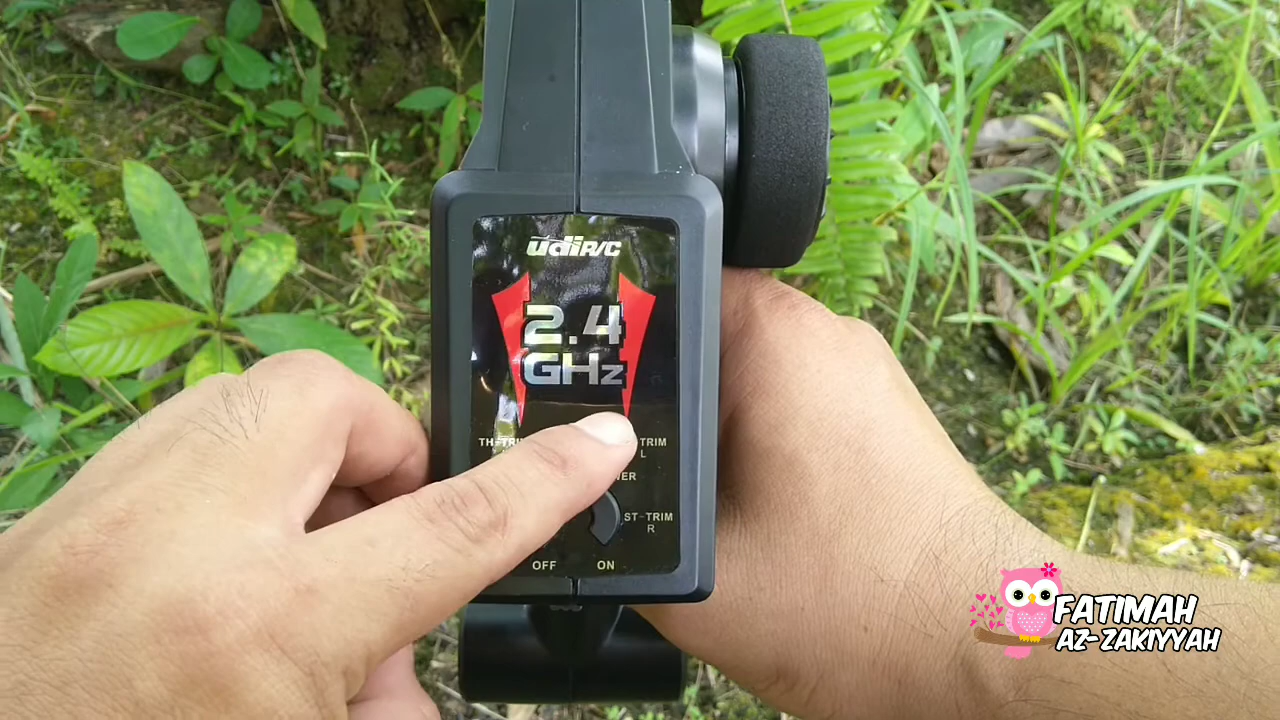 udiR/C
2.4
GHz
TRIM
L
ST-TRIM
R
OFF
ON
FATIMAH
AZ-ZAKIYYAH